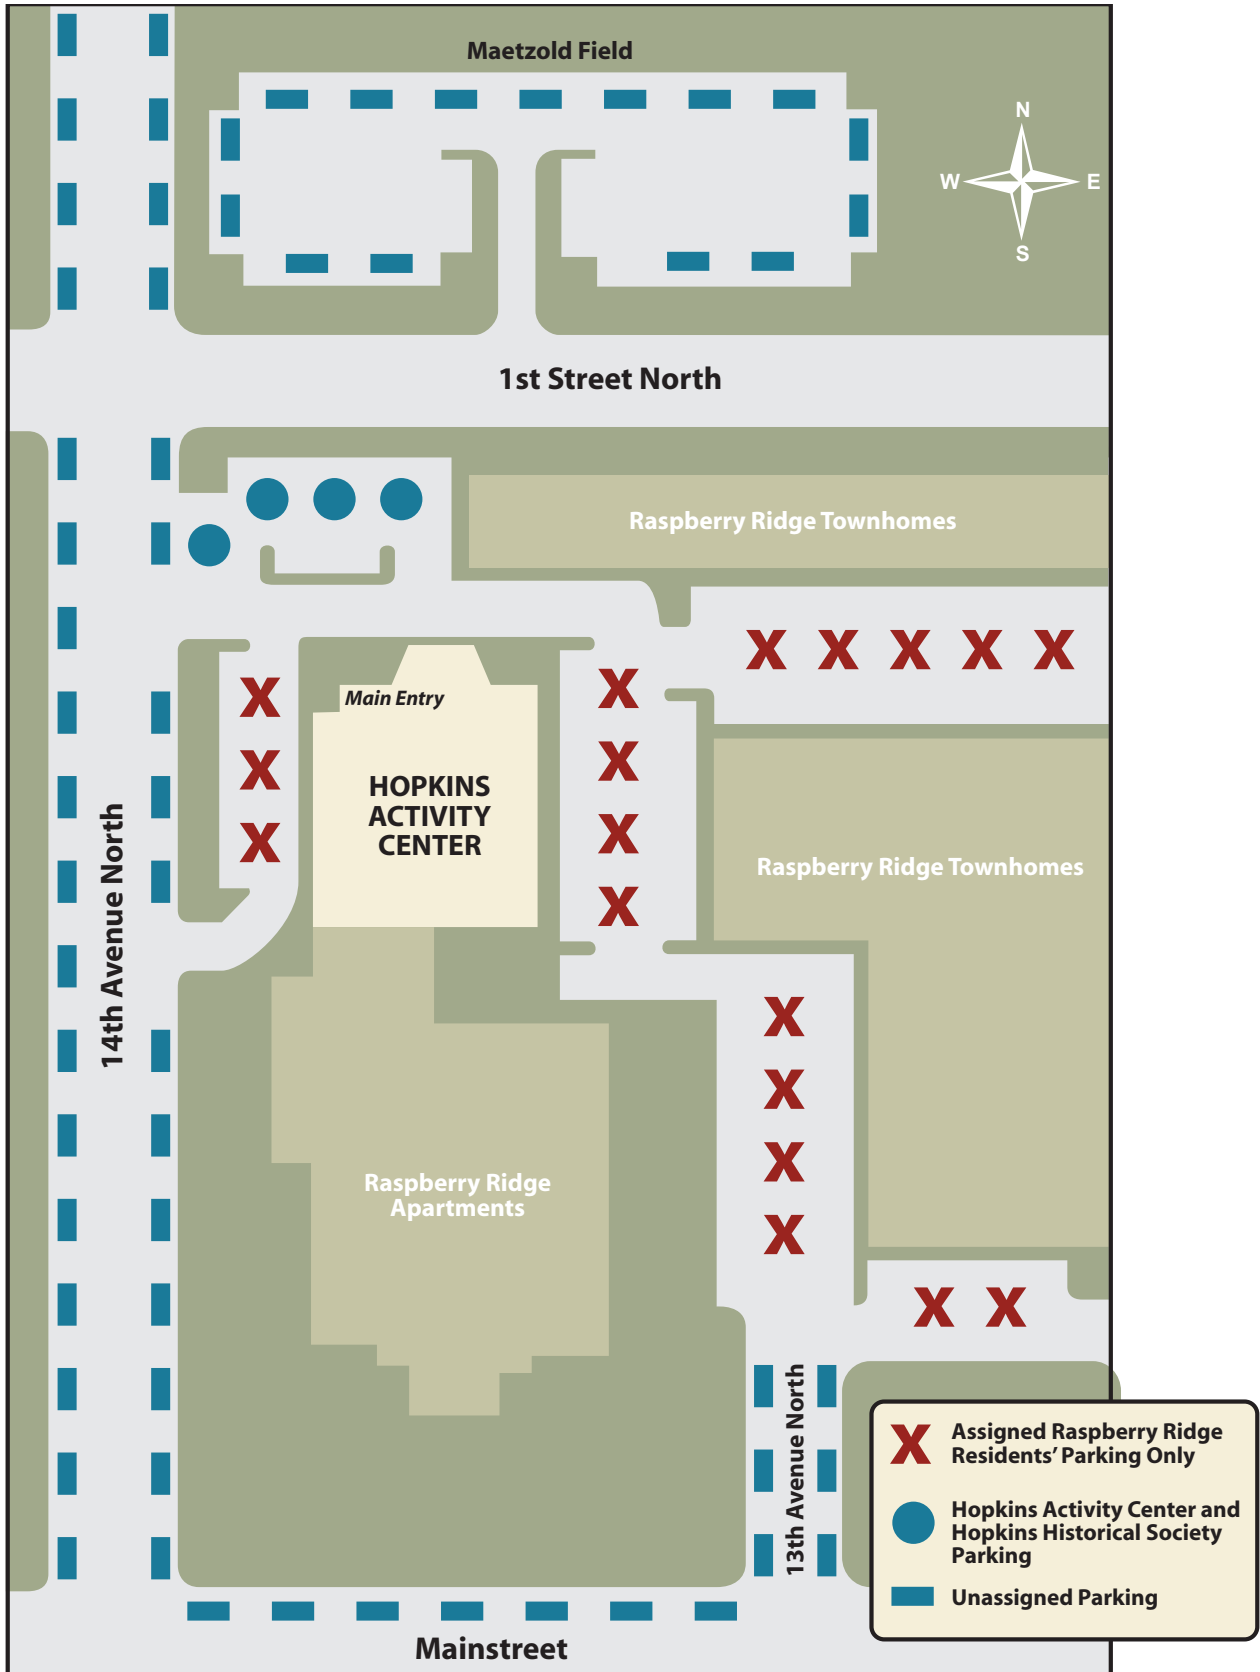 Maetzold Field
N
W
E
S
1st Street North
Raspberry Ridge Townhomes
X X X X X
X
X
X
X
X
X
X
Main Entry
HOPKINS
ACTIVITY
CENTER
Raspberry Ridge Townhomes
14th Avenue North
X
X
X
X
Raspberry Ridge
Apartments
X X
13th Avenue North
X Assigned Raspberry Ridge
Residents' Parking Only
Hopkins Activity Center and
Hopkins Historical Society
Parking
Unassigned Parking
Mainstreet